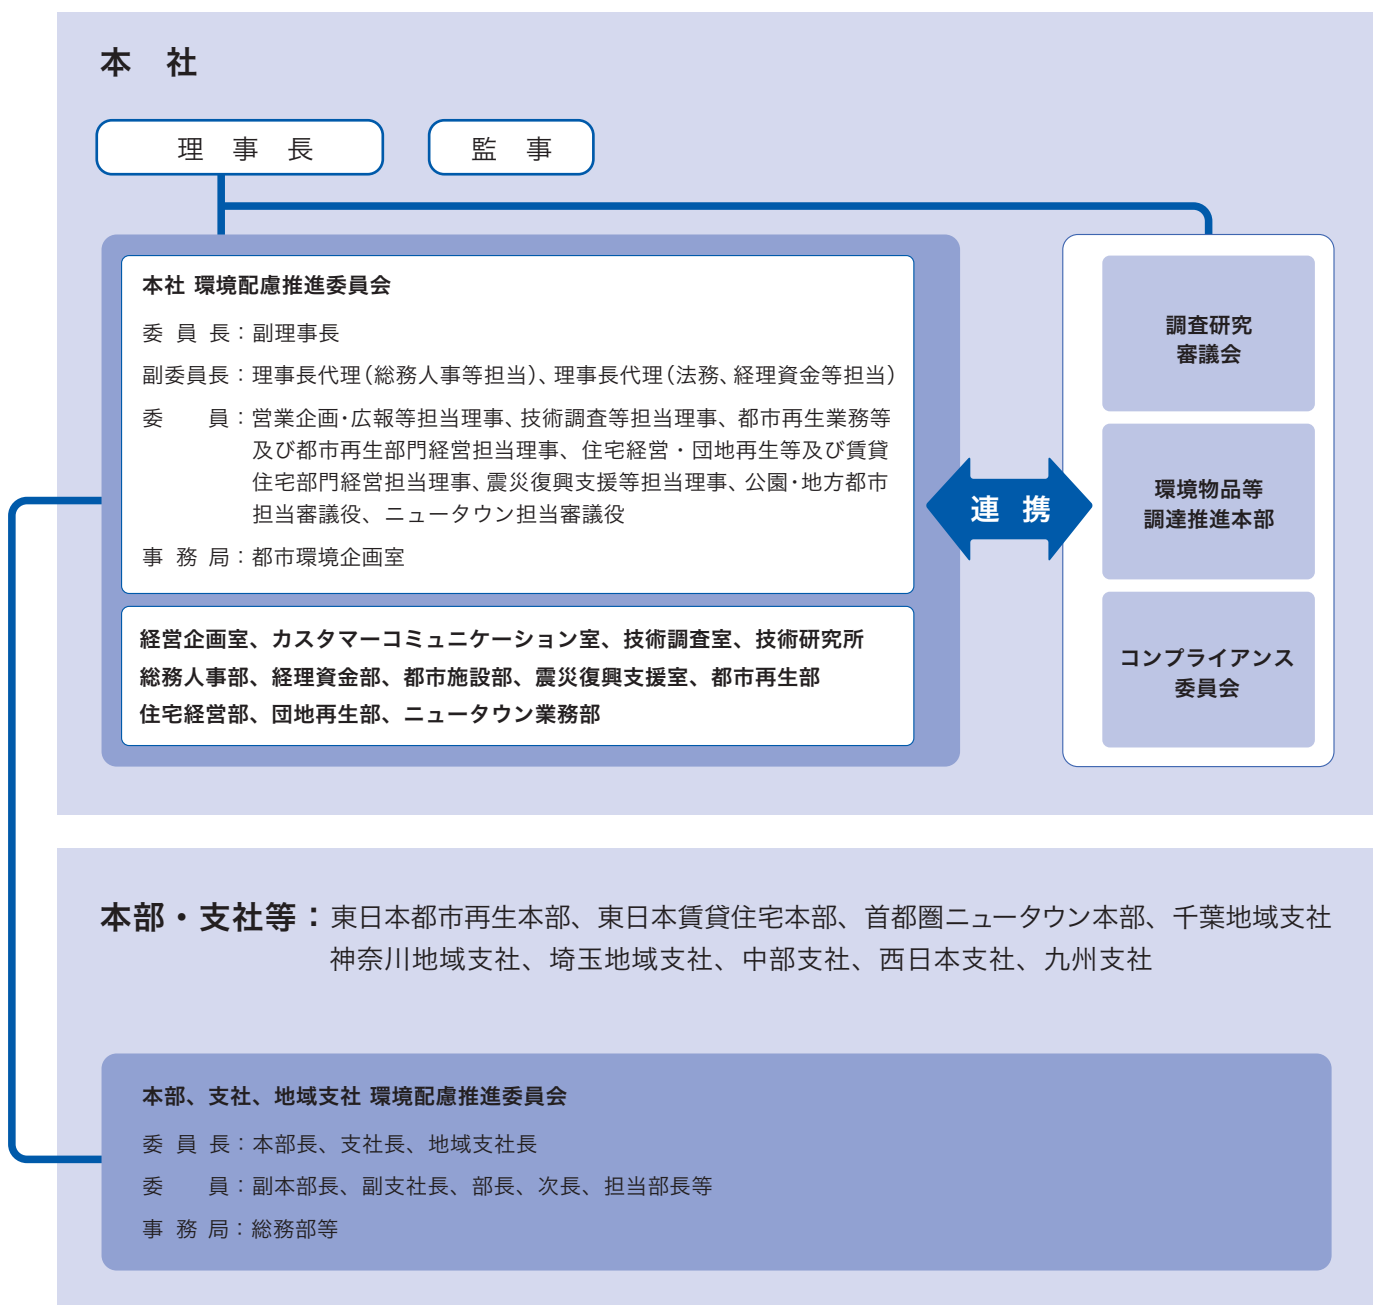 本 社
理 事 長
監 事
本社 環境配慮推進委員会
委 員 長：副理事長
副委員長：理事長代理（総務人事等担当）、理事長代理（法務、経理資金等担当）
委 員：営業企画・広報等担当理事、技術調査等担当理事、都市再生業務等
及び都市再生部門経営担当理事、住宅経営・団地再生等及び賃貸
住宅部門経営担当理事、震災復興支援等担当理事、公園・地方都市
担当審議役、ニュータウン担当審議役
事 務 局：都市環境企画室
経営企画室、カスタマーコミュニケーション室、技術調査室、技術研究所
総務人事部、経理資金部、都市施設部、震災復興支援室、都市再生部
住宅経営部、団地再生部、ニュータウン業務部
連 携
調査研究
審議会
環境物品等
調達推進本部
コンプライアンス
委員会
本部・支社等：東日本都市再生本部、東日本賃貸住宅本部、首都圏ニュータウン本部、千葉地域支社
神奈川地域支社、埼玉地域支社、中部支社、西日本支社、九州支社
本部、支社、地域支社 環境配慮推進委員会
委 員 長：本部長、支社長、地域支社長
委 員：副本部長、副支社長、部長、次長、担当部長等
事 務 局：総務部等